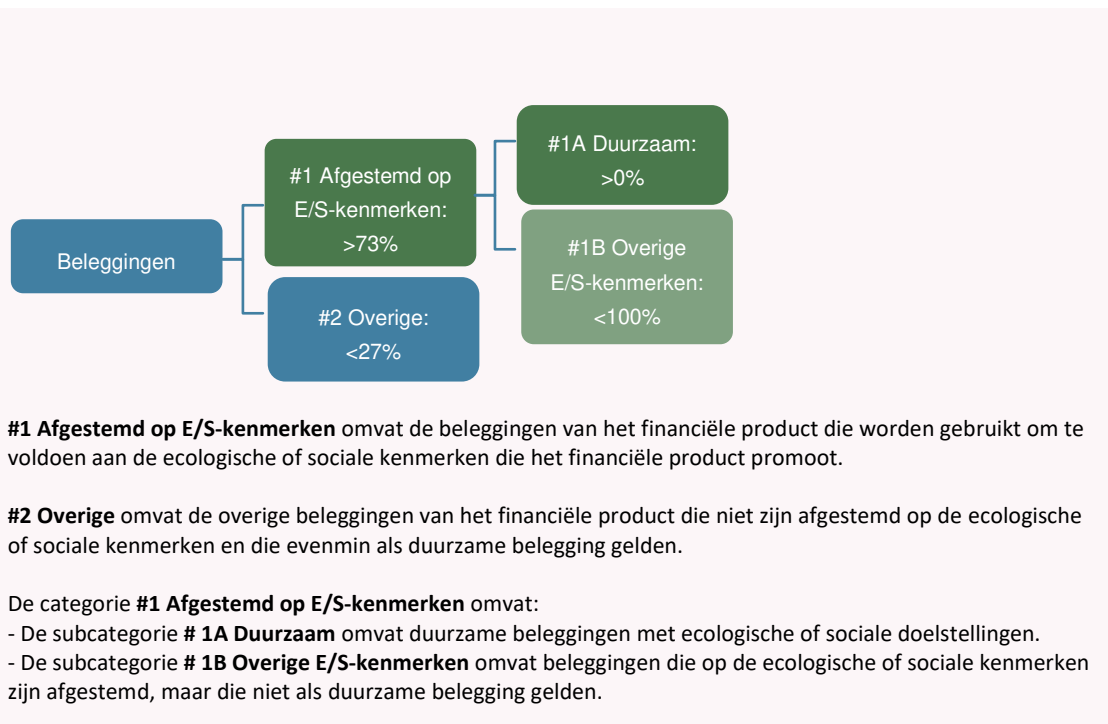 Beleggingen
#1 Afgestemd op
E/S-kenmerken:
>73%
#2 Overige:
<27%
#1A Duurzaam:
>0%
#1B Overige
E/S-kenmerken:
<100%
#1 Afgestemd op E/S-kenmerken omvat de beleggingen van het financiële product die worden gebruikt om te
voldoen aan de ecologische of sociale kenmerken die het financiële product promoot.
#2 Overige omvat de overige beleggingen van het financiële product die niet zijn afgestemd op de ecologische
of sociale kenmerken en die evenmin als duurzame belegging gelden.
De categorie #1 Afgestemd op E/S-kenmerken omvat:
- De subcategorie # 1A Duurzaam omvat duurzame beleggingen met ecologische of sociale doelstellingen.
- De subcategorie # 1B Overige E/S-kenmerken omvat beleggingen die op de ecologische of sociale kenmerken
zijn afgestemd, maar die niet als duurzame belegging gelden.